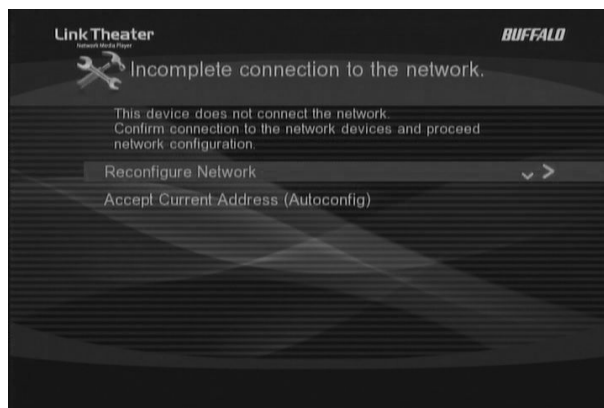 LinkTheater
Network Media Player
BUFFALO
Incomplete connection to the network.
This device does not connect the network.
Confirm connection to the network devices and proceed
network configuration.
Reconfigure Network
Accept Current Address (Autoconfig)